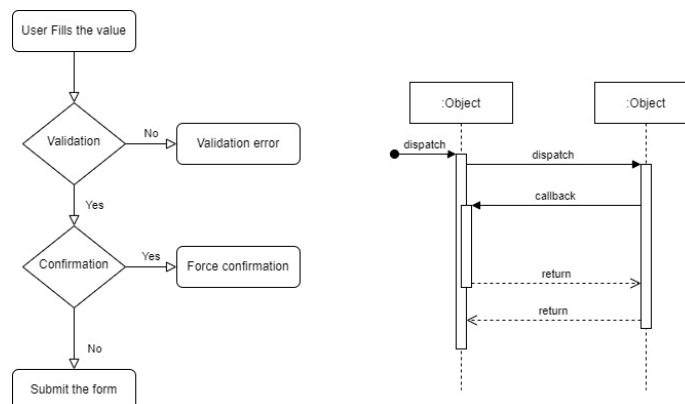 User Fills the value
Validation
No
Validation error
Yes
Confirmation
Yes
Force confirmation
No
Submit the form
:Object
:Object
dispatch
dispatch
callback
return
return